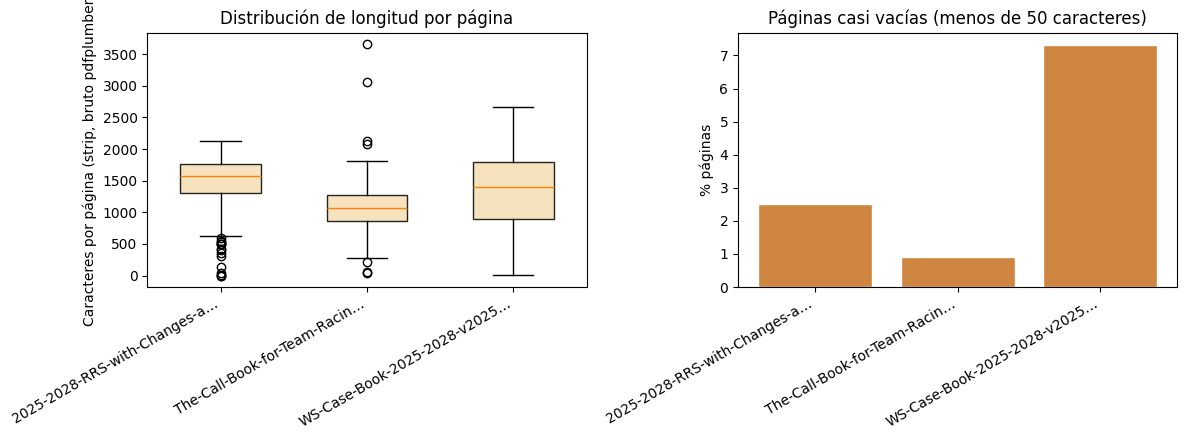 Distribución de longitud por página
Caracteres por página (strip, bruto pdfplumber
3500
3000
2500
2000
1500
1000
500
0
2025-2028-RRS-with-Changes-a...
The-Call-Book-for-Team-Racin...
WS-Case-Book-2025-2028-v2025...
Páginas casi vacías (menos de 50 caracteres)
% páginas
7
6
5
4
3
2
1
0
2025-2028-RRS-with-Changes-a...
The-Call-Book-for-Team-Racin...
WS-Case-Book-2025-2028-v2025...